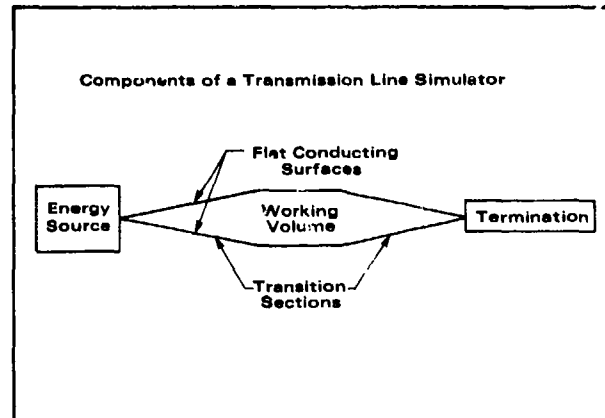 Components of a Transmission Line Simulator
Flat Conducting
Surfaces
Energy
Source
Working
Volume
Termination
Transition
Sections